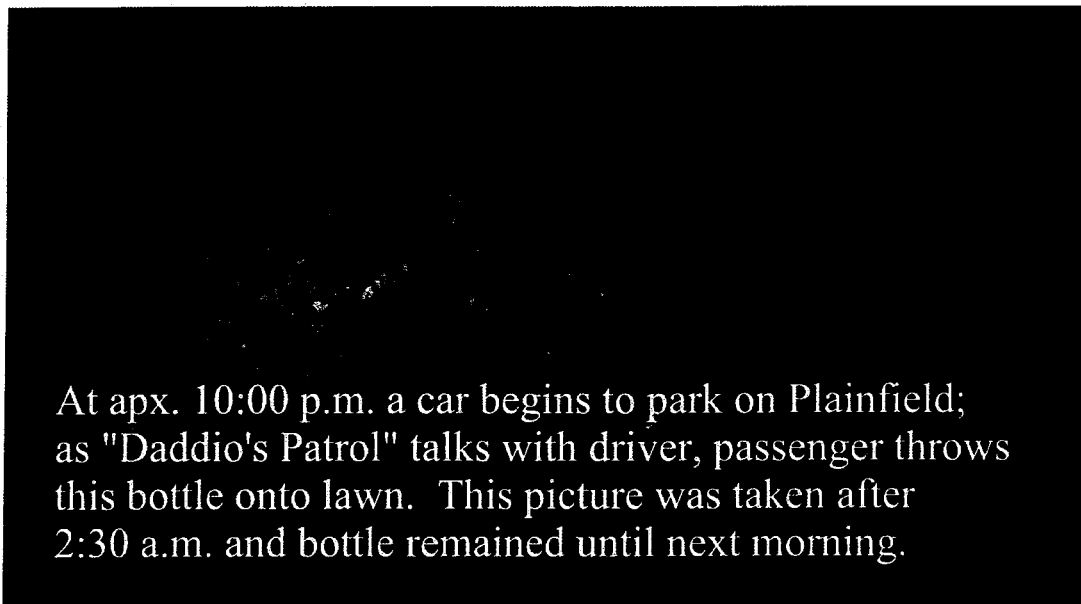 At apx. 10:00 p.m. a car begins to park on Plainfield;
as "Daddio's Patrol" talks with driver, passenger throws
this bottle onto lawn.  This picture was taken after
2:30 a.m. and bottle remained until next morning.